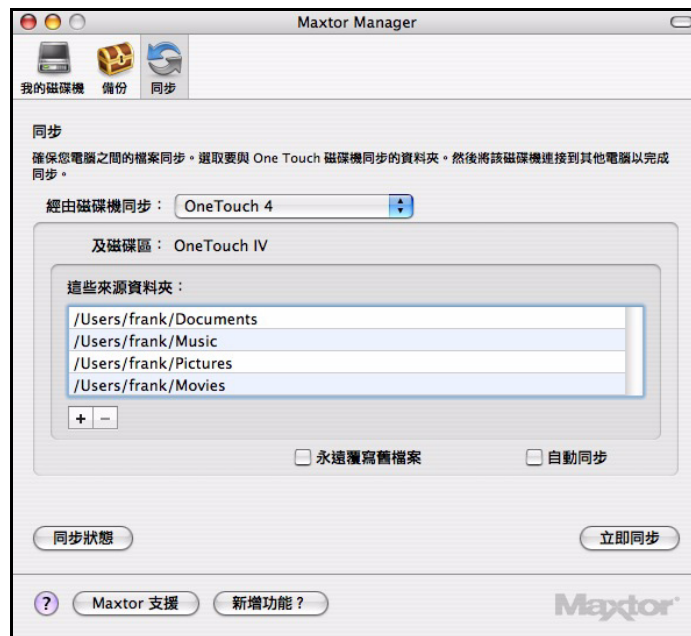 Maxtor Manager
我的磁碟機 備份 同步
同步
確保您電腦之間的檔案同步。選取要與 One Touch 磁碟機同步的資料夾。然後將該磁碟機連接到其他電腦以完成
同步。
經由磁碟機同步： OneTouch 4
及磁碟區： OneTouch IV
這些來源資料夾：
/Users/frank/Documents
/Users/frank/Music
/Users/frank/Pictures
/Users/frank/Movies
+ −
永遠覆寫舊檔案 自動同步
同步狀態 立即同步
? Maxtor 支援 新增功能？ Maxtor